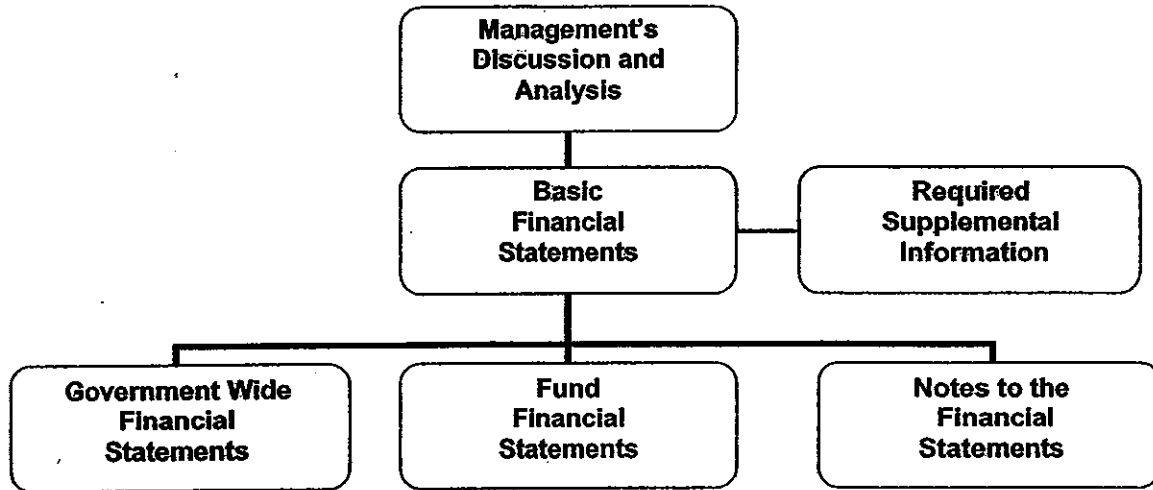 Management's
Discussion and
Analysis
Basic
Financial
Statements
Required
Supplemental
Information
Government Wide
Financial
Statements
Fund
Financial
Statements
Notes to the
Financial
Statements